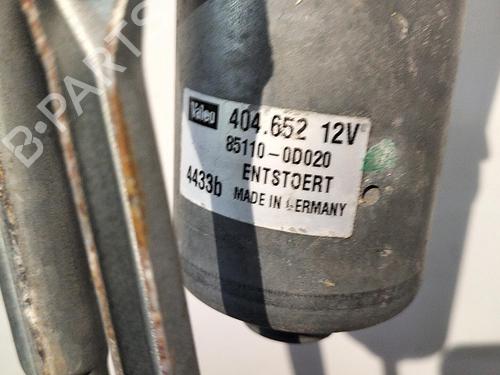 Valeo 404.652 12V
85110-0D020
ENTSTOERT
4433b MADE IN GERMANY
B-PARTS